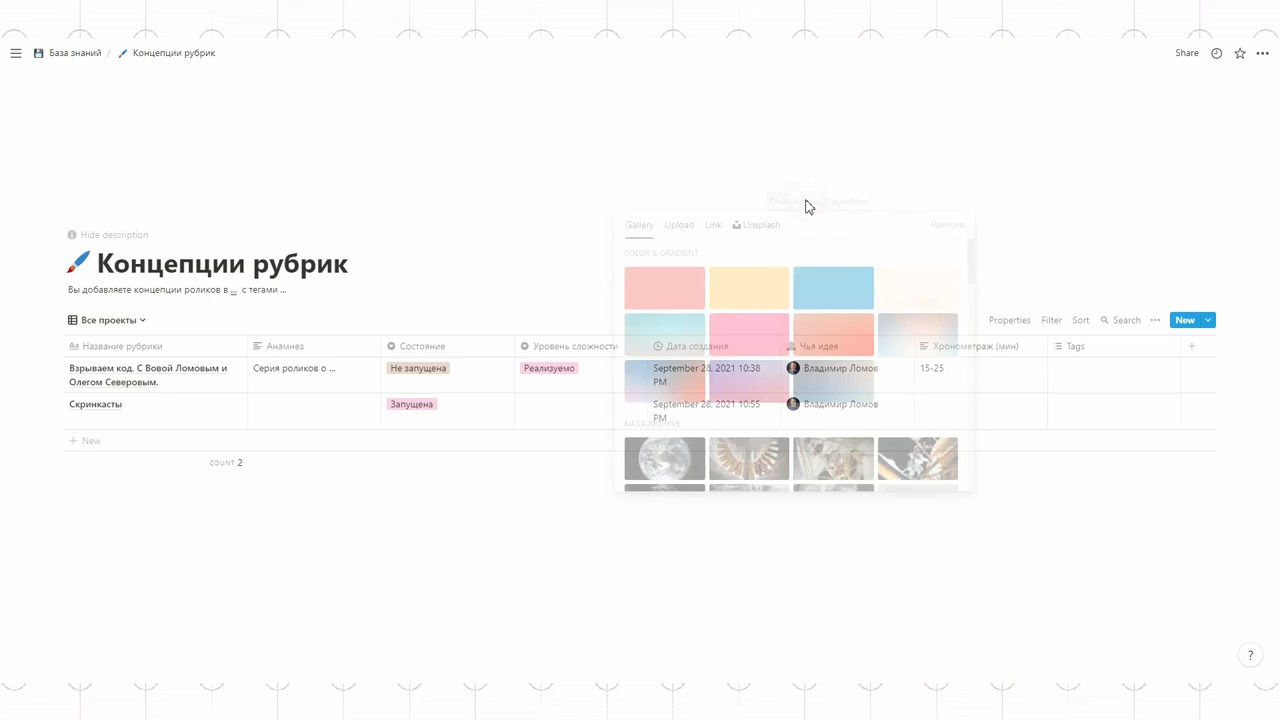 База знаний / Концепции рубрик
Share
Hide description
Концепции рубрик
Вы добавляете концепции роликов в ... с тегами ...
Gallery Upload Link Unsplash Remove
COLOR & GRADIENT
Все проекты
Properties Filter Sort Search New
Название рубрики Анамнез Состояние Уровень сложности Дата создания Чья идея Хронометраж (мин) Tags
Взрываем код. С Вовой Ломовым и
Олегом Северовым.
Серия роликов о ...
Не запущена
Реализуемо
September 28, 2021 10:38
PM
Владимир Ломов
15-25
Скринкасты
Запущена
September 28, 2021 10:55
PM
Владимир Ломов
NASA ARCHIVE
New
COUNT 2
?